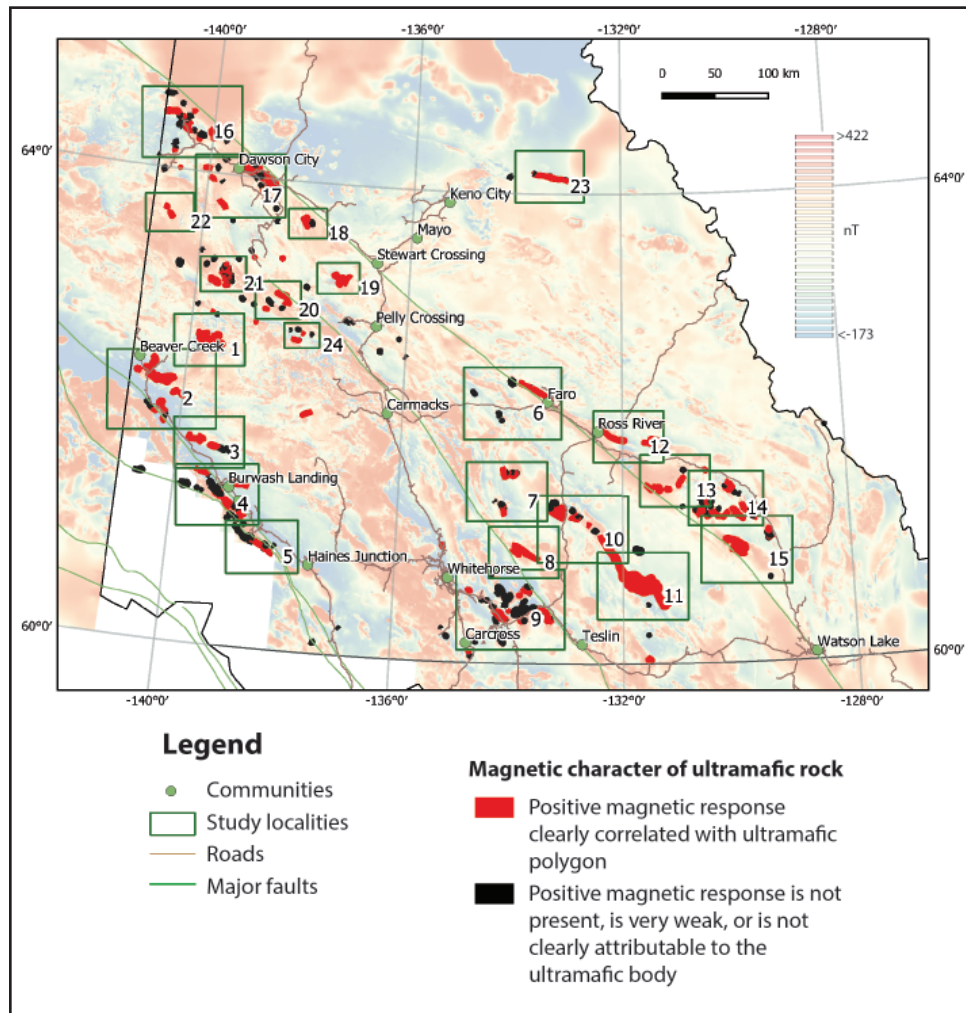 -140°0' -136°0' -132°0' -128°0'
0 50 100 km
64°0' 64°0'
>422
nT
<-173
16
Dawson City
17
23
Keno City
22
18
Mayo
Stewart Crossing
21
19
20
Pelly Crossing
1
24
Beaver Creek
2
6
Faro
Carmacks
Ross River
12
3
Burwash Landing
4
7
13
14
10
5
Haines Junction
8
15
Whitehorse
11
9
60°0' 60°0'
Carcross
Teslin
Watson Lake
-140°0' -136°0' -132°0' -128°0'
Legend
Communities
Study localities
Roads
Major faults
Magnetic character of ultramafic rock
Positive magnetic response
clearly correlated with ultramafic
polygon
Positive magnetic response is not
present, is very weak, or is not
clearly attributable to the
ultramafic body